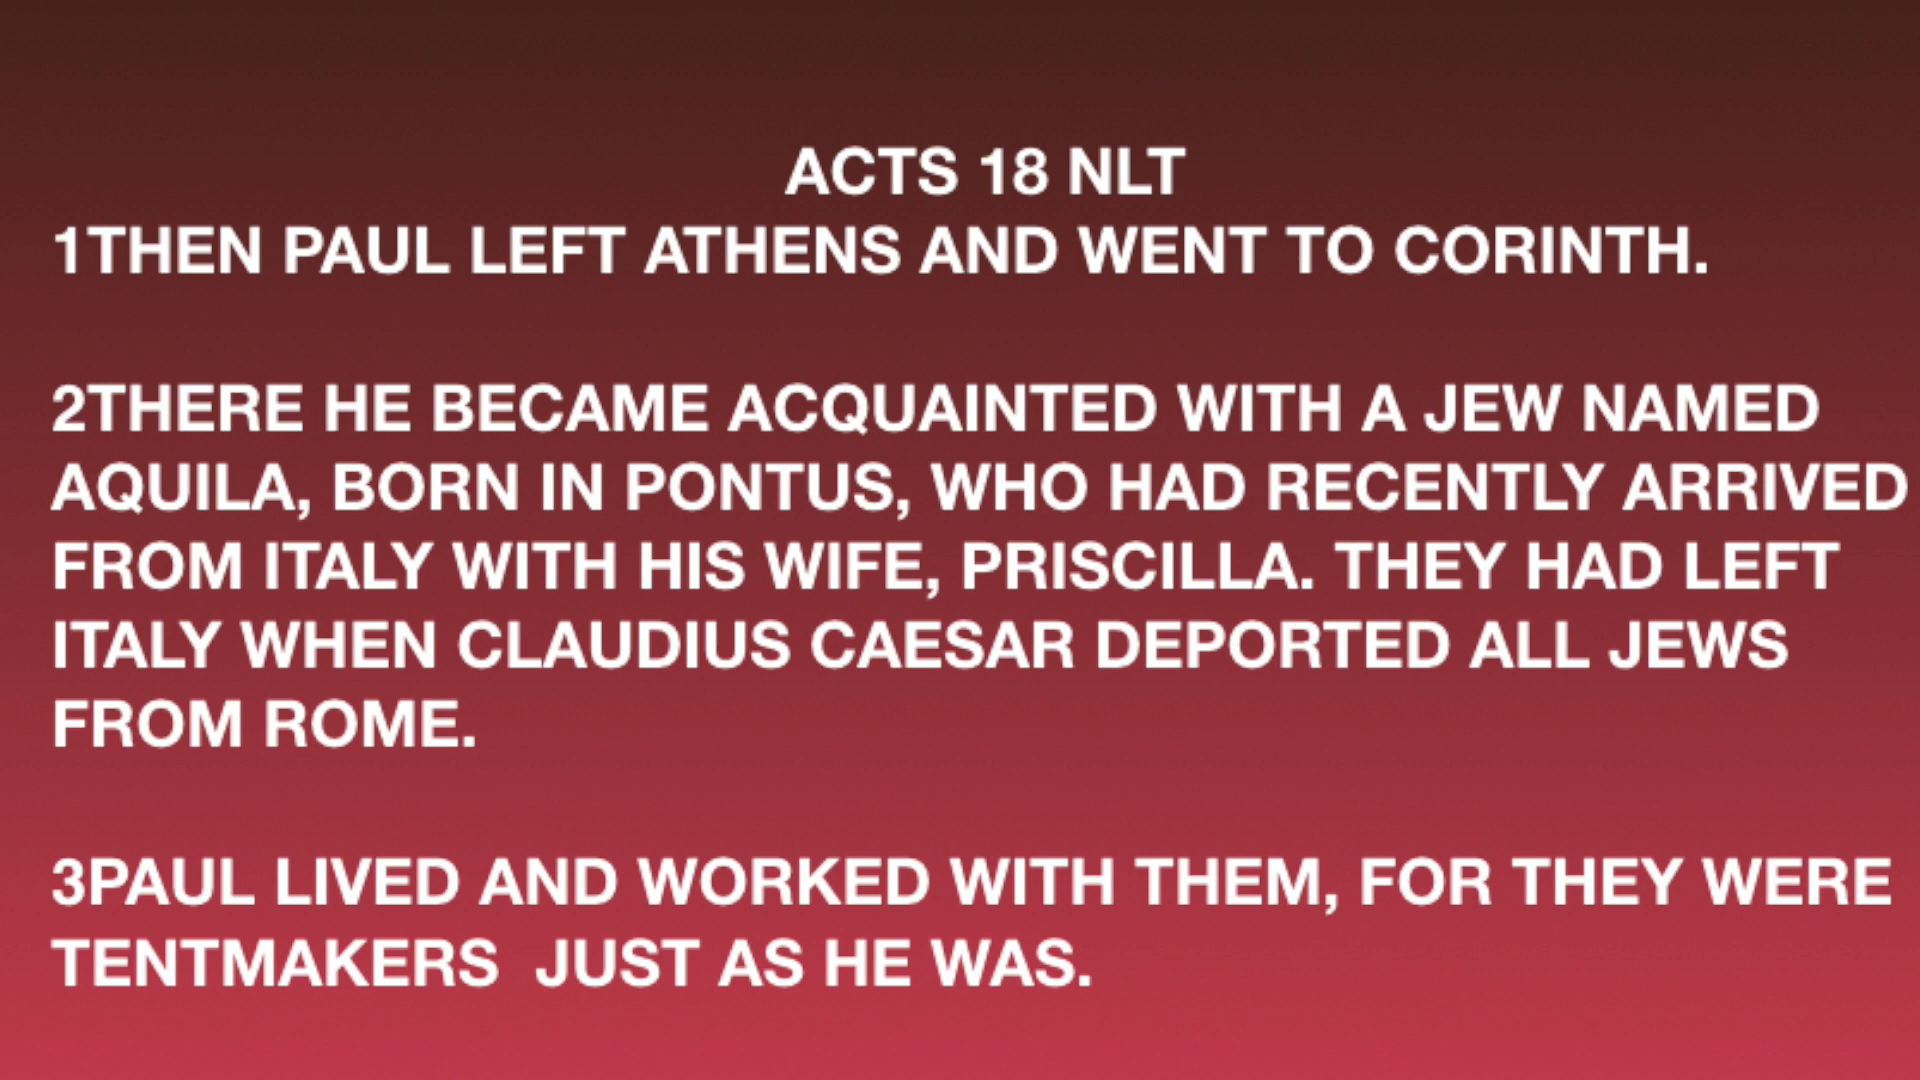 ACTS 18 NLT
1THEN PAUL LEFT ATHENS AND WENT TO CORINTH.
2THERE HE BECAME ACQUAINTED WITH A JEW NAMED
AQUILA, BORN IN PONTUS, WHO HAD RECENTLY ARRIVED
FROM ITALY WITH HIS WIFE, PRISCILLA. THEY HAD LEFT
ITALY WHEN CLAUDIUS CAESAR DEPORTED ALL JEWS
FROM ROME.
3PAUL LIVED AND WORKED WITH THEM, FOR THEY WERE
TENTMAKERS  JUST AS HE WAS.